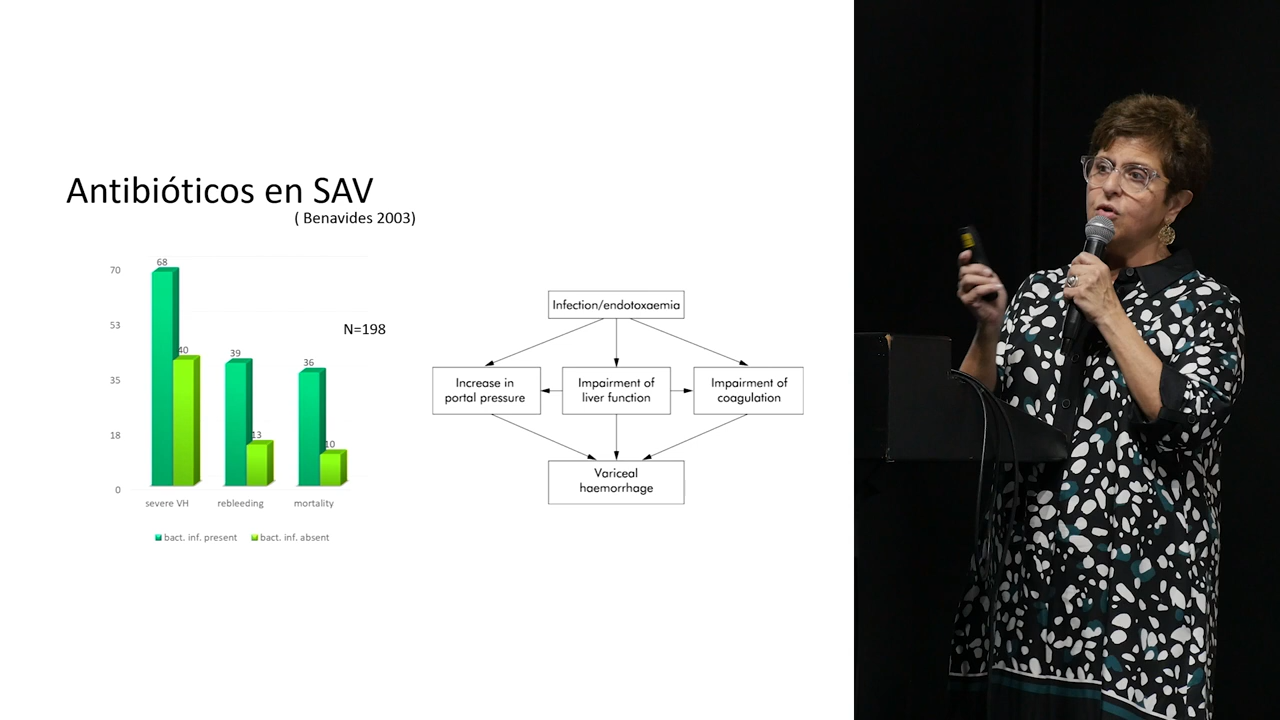 Antibióticos en SAV
( Benavides 2003)
70
53
35
18
0
68
40
39
13
36
10
N=198
severe VH
rebleeding
mortality
bact. inf. present
bact. inf. absent
Infection/endotoxaemia
Increase in
portal pressure
Impairment of
liver function
Impairment of
coagulation
Variceal
haemorrhage